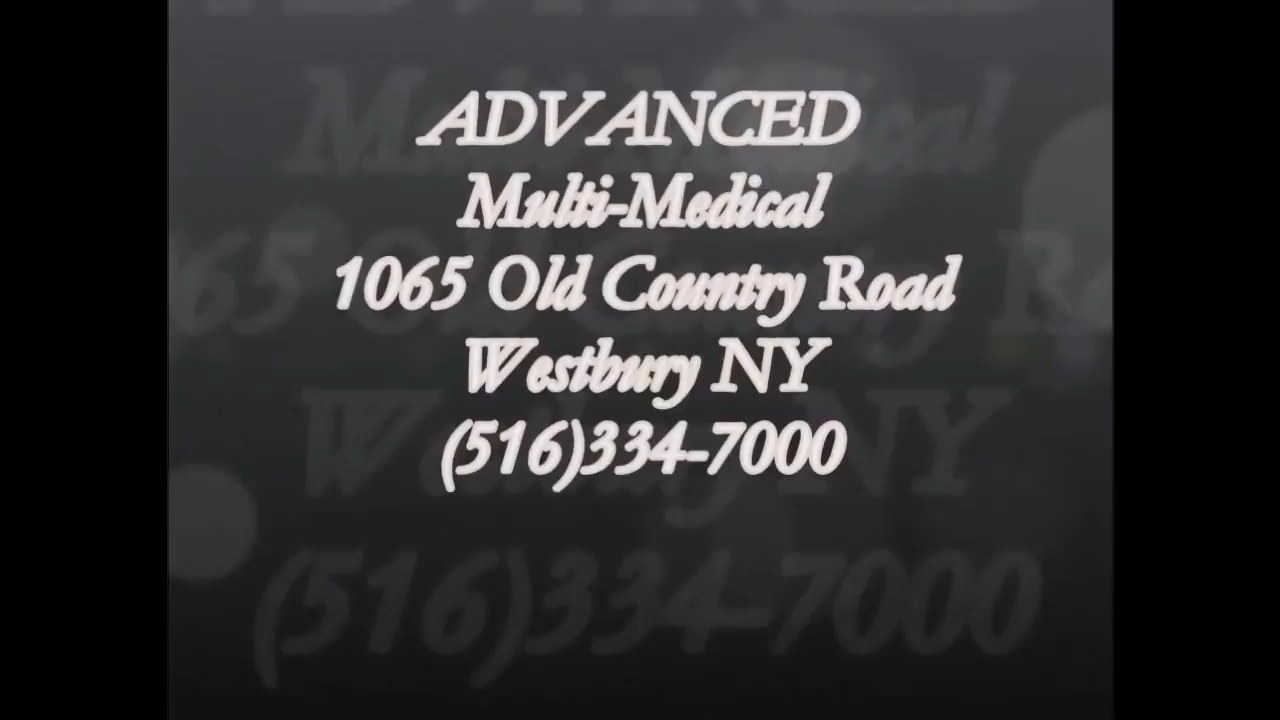 ADVANCED
Multi-Medical
1065 Old Country Road
Westbury NY
(516)334-7000